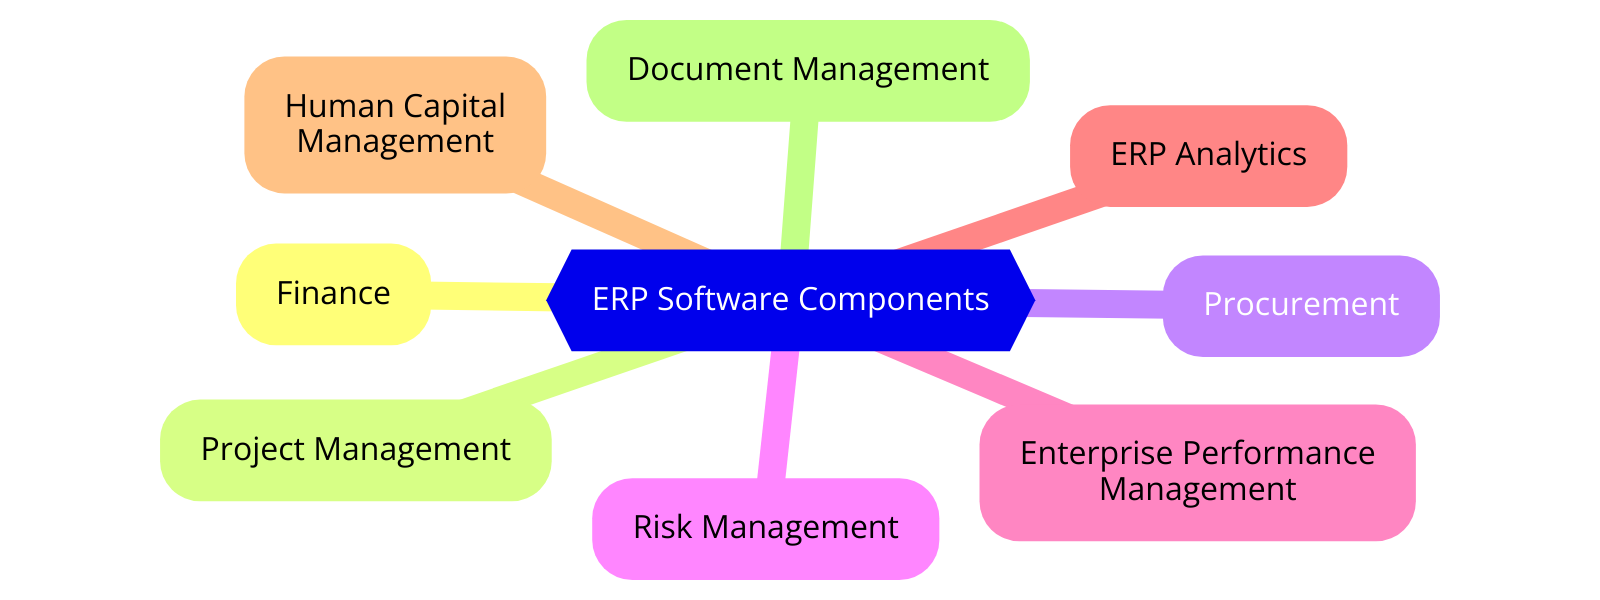 Document Management
Human Capital
Management
ERP Analytics
Finance
ERP Software Components
Procurement
Project Management
Enterprise Performance
Management
Risk Management